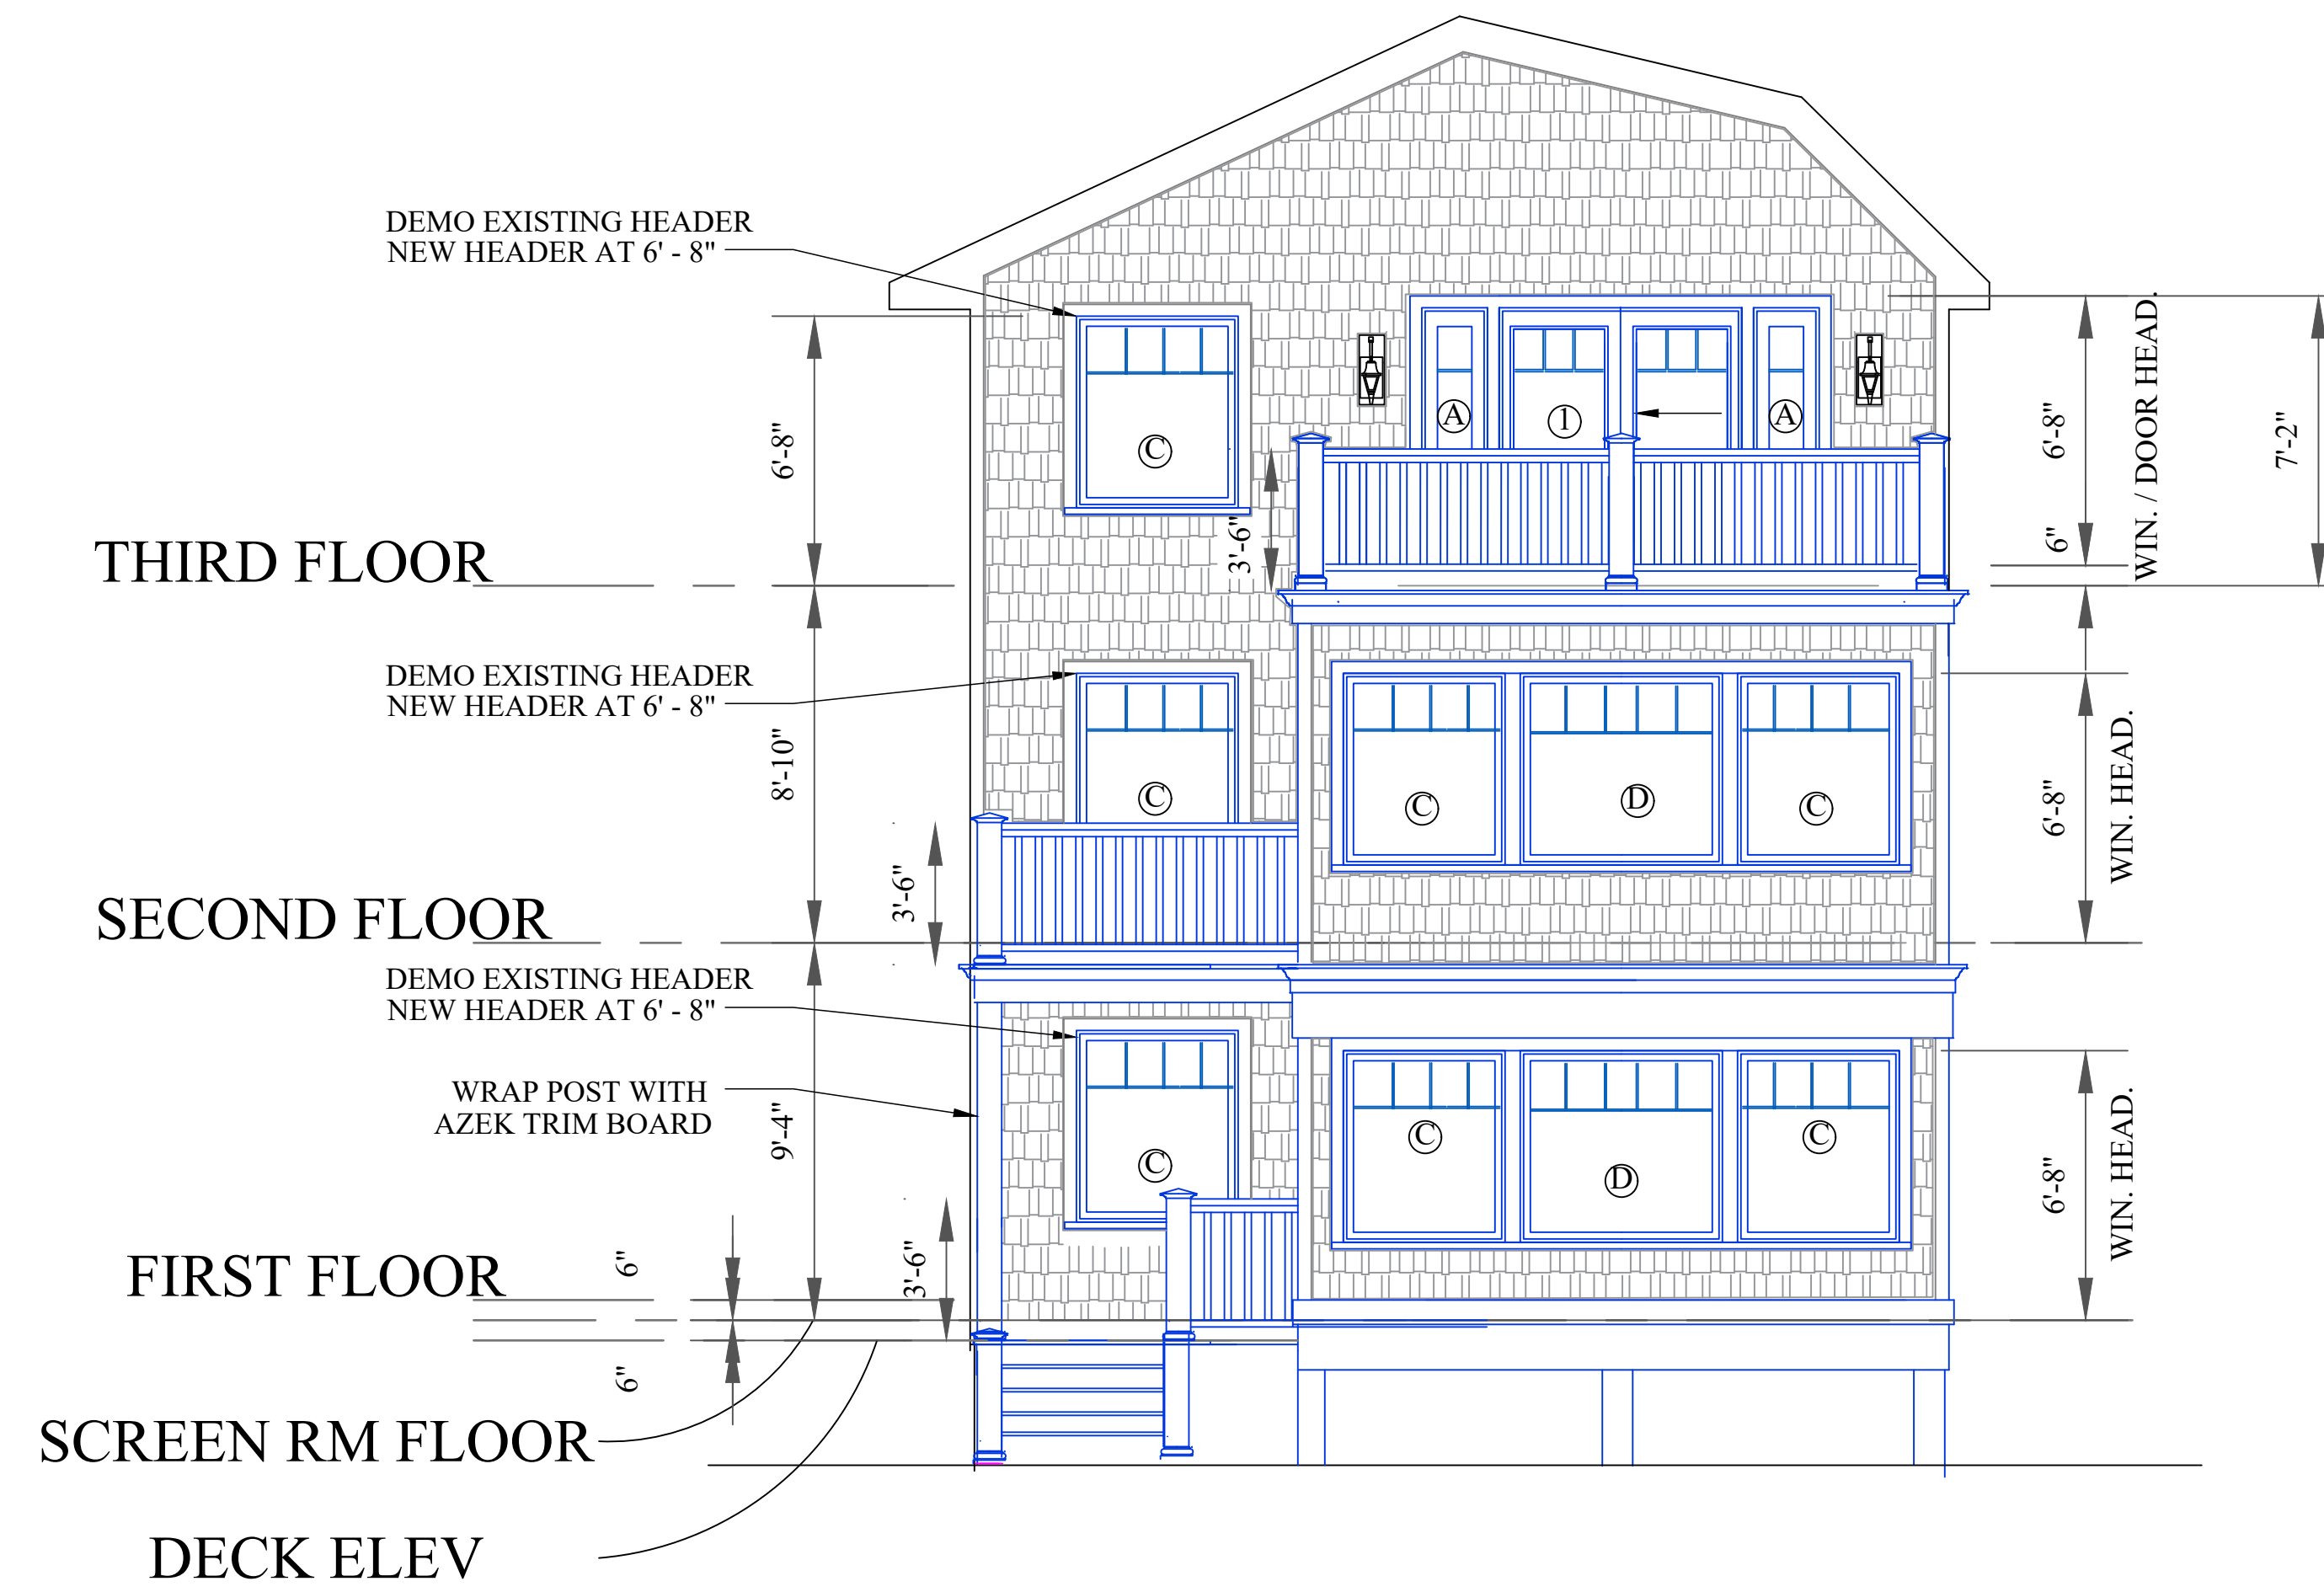 DEMO EXISTING HEADER
NEW HEADER AT 6' - 8"
6'-8"
THIRD FLOOR
DEMO EXISTING HEADER
NEW HEADER AT 6' - 8"
8'-10"
SECOND FLOOR
3'-6"
DEMO EXISTING HEADER
NEW HEADER AT 6' - 8"
WRAP POST WITH
AZEK TRIM BOARD
9'-4"
FIRST FLOOR
6"
3'-6"
6"
SCREEN RM FLOOR
DECK ELEV
C
A
1
A
3'-6"
C
C
D
C
C
C
D
C
6'-8"
6"
WIN. / DOOR HEAD.
7'-2"
6'-8"
WIN. HEAD.
6'-8"
WIN. HEAD.